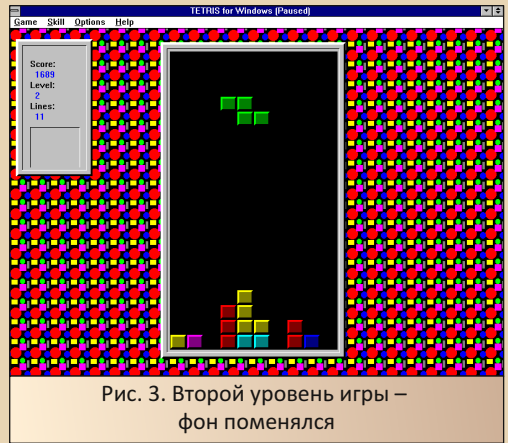 TETRIS for Windows (Paused)
Game Skill Options Help
Score:
1689
Level:
2
Lines:
11
Рис. 3. Второй уровень игры –
фон поменялся